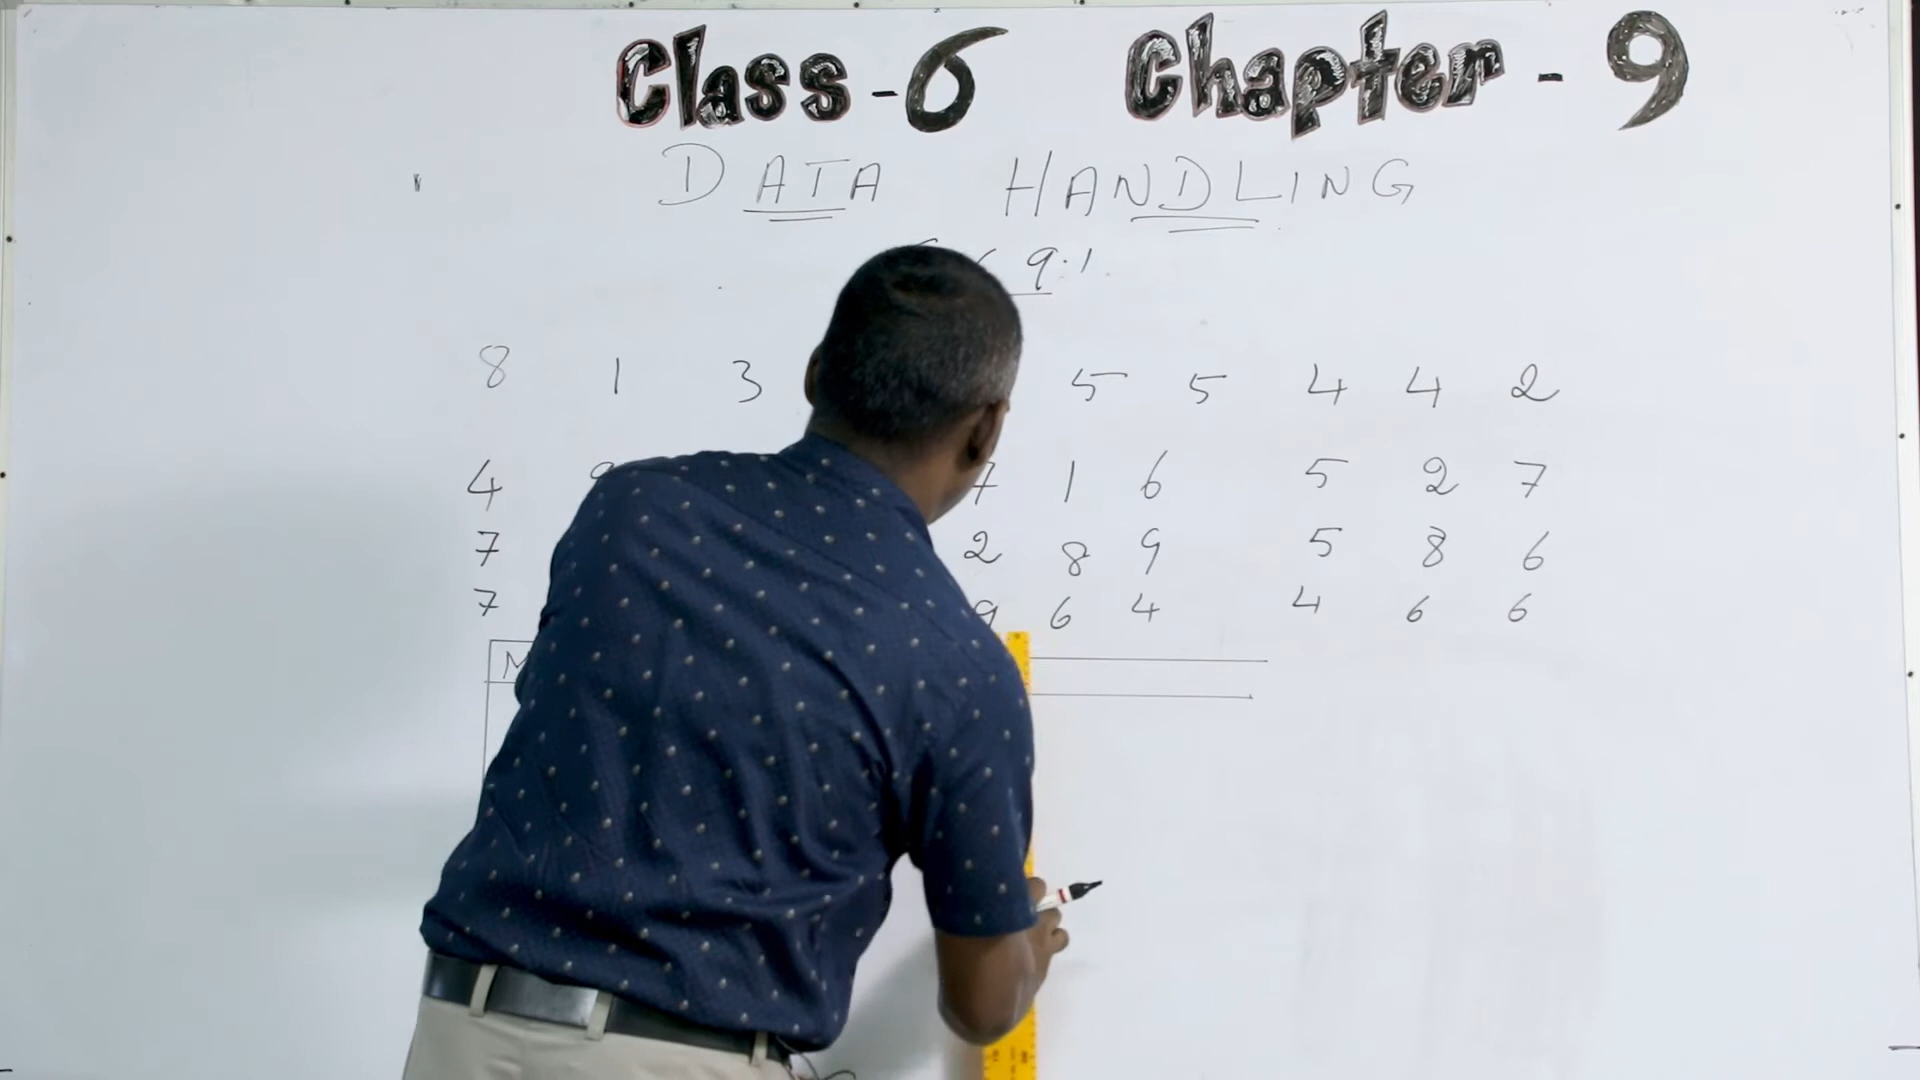 Class - 6 Chapter - 9
DATA HANDLING
9.1
8 1 3 5 5 4 4 2
4 7 1 6 5 2 7
7 2 8 9 5 8 6
7 9 6 4 4 6 6